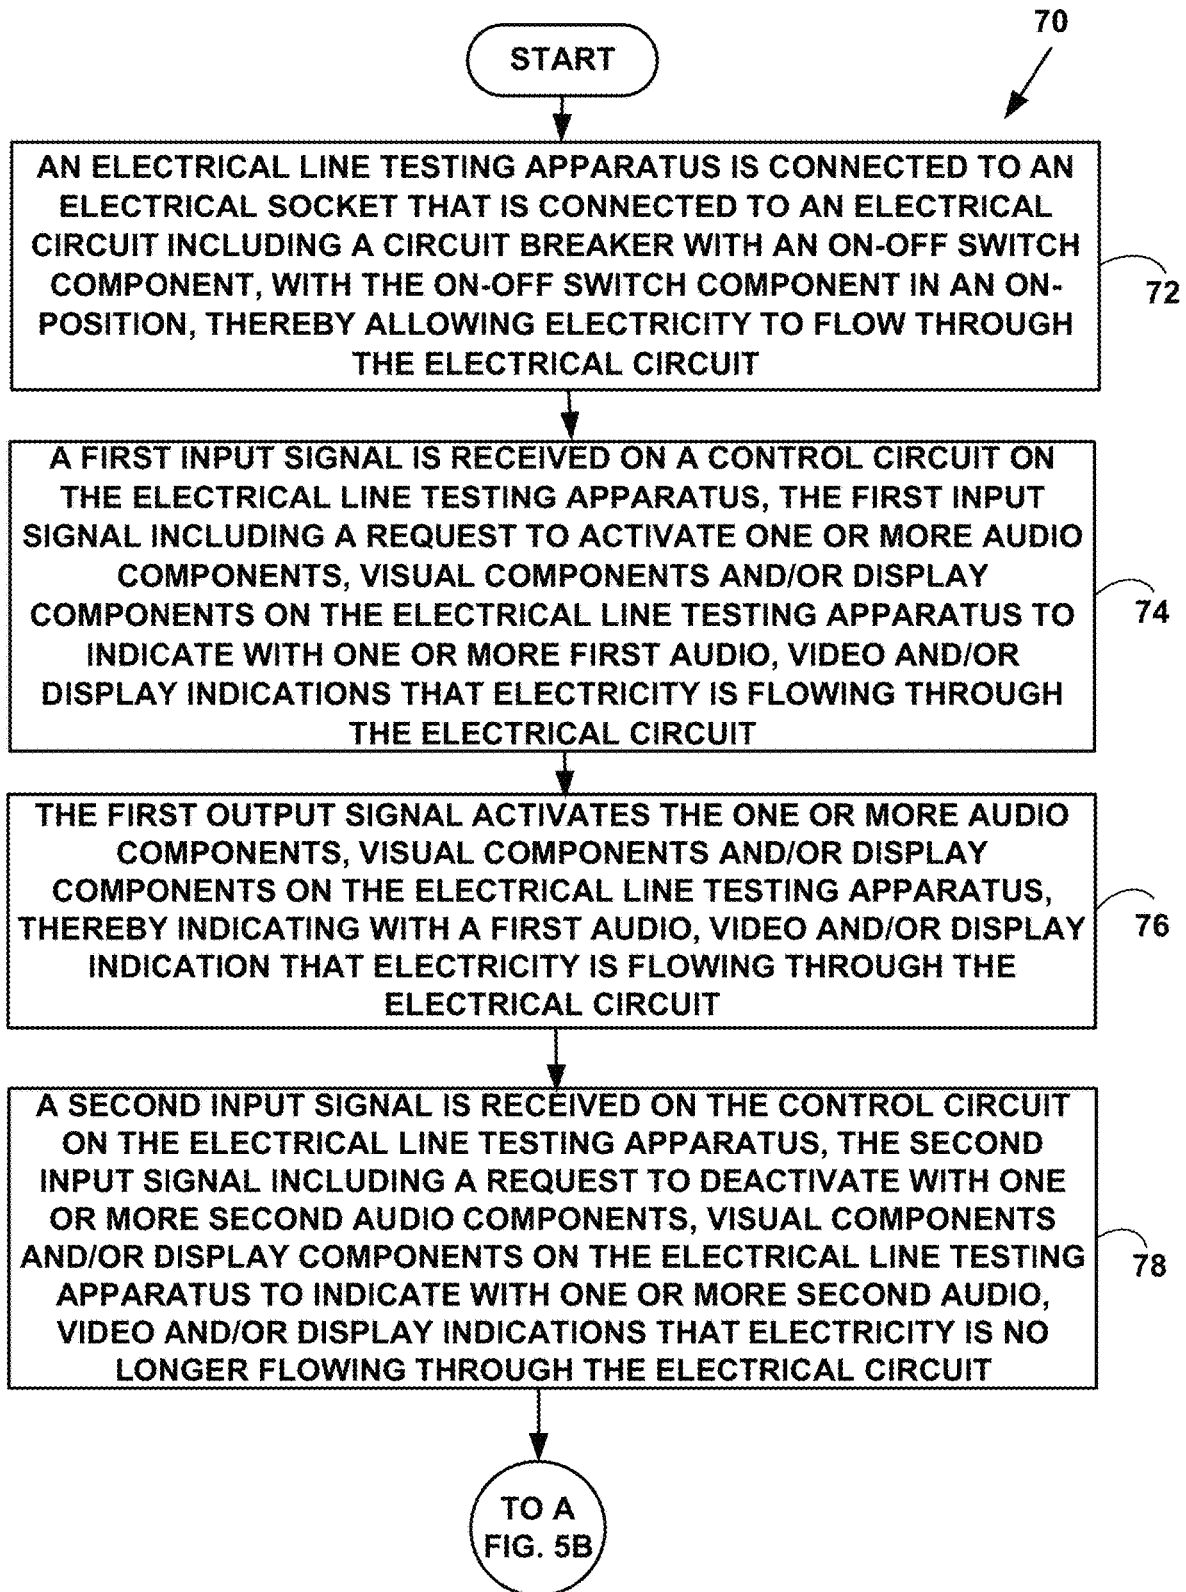 70
START
AN ELECTRICAL LINE TESTING APPARATUS IS CONNECTED TO AN
ELECTRICAL SOCKET THAT IS CONNECTED TO AN ELECTRICAL
CIRCUIT INCLUDING A CIRCUIT BREAKER WITH AN ON-OFF SWITCH
COMPONENT, WITH THE ON-OFF SWITCH COMPONENT IN AN ON-
POSITION, THEREBY ALLOWING ELECTRICITY TO FLOW THROUGH
THE ELECTRICAL CIRCUIT
72
A FIRST INPUT SIGNAL IS RECEIVED ON A CONTROL CIRCUIT ON
THE ELECTRICAL LINE TESTING APPARATUS, THE FIRST INPUT
SIGNAL INCLUDING A REQUEST TO ACTIVATE ONE OR MORE AUDIO
COMPONENTS, VISUAL COMPONENTS AND/OR DISPLAY
COMPONENTS ON THE ELECTRICAL LINE TESTING APPARATUS TO
INDICATE WITH ONE OR MORE FIRST AUDIO, VIDEO AND/OR
DISPLAY INDICATIONS THAT ELECTRICITY IS FLOWING THROUGH
THE ELECTRICAL CIRCUIT
74
THE FIRST OUTPUT SIGNAL ACTIVATES THE ONE OR MORE AUDIO
COMPONENTS, VISUAL COMPONENTS AND/OR DISPLAY
COMPONENTS ON THE ELECTRICAL LINE TESTING APPARATUS,
THEREBY INDICATING WITH A FIRST AUDIO, VIDEO AND/OR DISPLAY
INDICATION THAT ELECTRICITY IS FLOWING THROUGH THE
ELECTRICAL CIRCUIT
76
A SECOND INPUT SIGNAL IS RECEIVED ON THE CONTROL CIRCUIT
ON THE ELECTRICAL LINE TESTING APPARATUS, THE SECOND
INPUT SIGNAL INCLUDING A REQUEST TO DEACTIVATE WITH ONE
OR MORE SECOND AUDIO COMPONENTS, VISUAL COMPONENTS
AND/OR DISPLAY COMPONENTS ON THE ELECTRICAL LINE TESTING
APPARATUS TO INDICATE WITH ONE OR MORE SECOND AUDIO,
VIDEO AND/OR DISPLAY INDICATIONS THAT ELECTRICITY IS NO
LONGER FLOWING THROUGH THE ELECTRICAL CIRCUIT
78
TO A
FIG. 5B